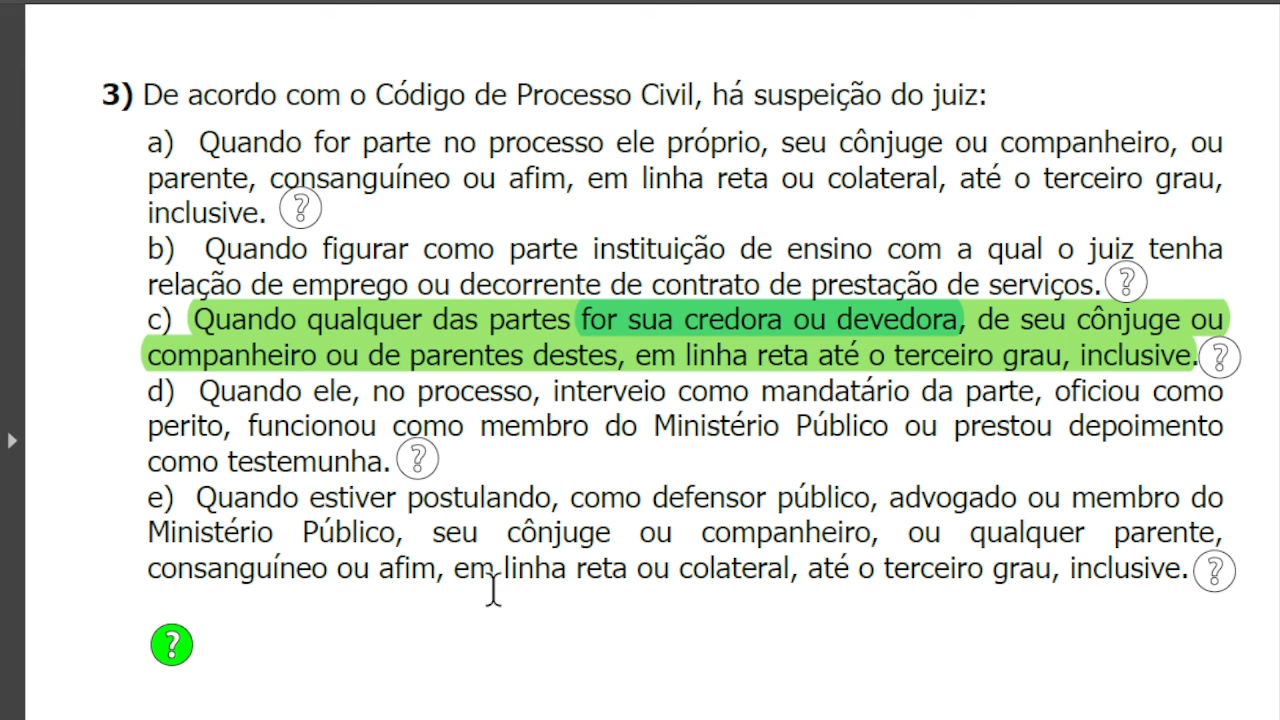 3) De acordo com o Código de Processo Civil, há suspeição do juiz:
a) Quando for parte no processo ele próprio, seu cônjuge ou companheiro, ou
parente, consanguíneo ou afim, em linha reta ou colateral, até o terceiro grau,
inclusive. ?
b) Quando figurar como parte instituição de ensino com a qual o juiz tenha
relação de emprego ou decorrente de contrato de prestação de serviços. ?
c) Quando qualquer das partes for sua credora ou devedora, de seu cônjuge ou
companheiro ou de parentes destes, em linha reta até o terceiro grau, inclusive. ?
d) Quando ele, no processo, interveio como mandatário da parte, oficiou como
perito, funcionou como membro do Ministério Público ou prestou depoimento
como testemunha. ?
e) Quando estiver postulando, como defensor público, advogado ou membro do
Ministério Público, seu cônjuge ou companheiro, ou qualquer parente,
consanguíneo ou afim, em linha reta ou colateral, até o terceiro grau, inclusive. ?
?